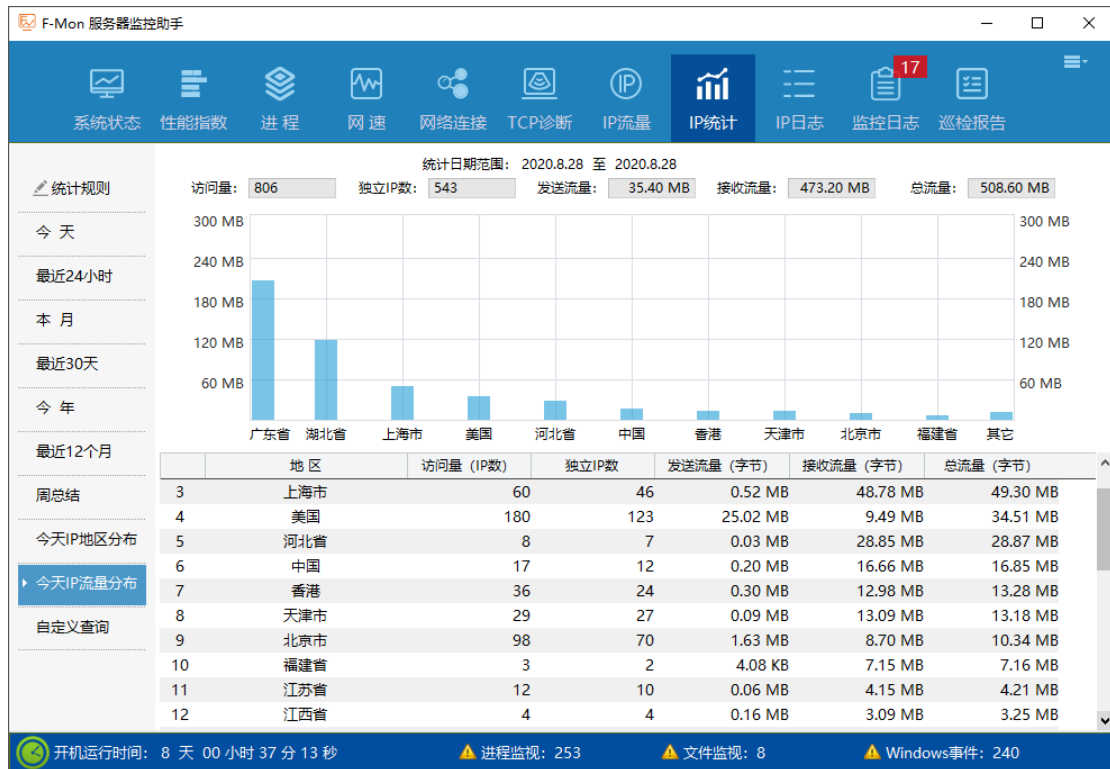 F-Mon 服务器监控助手
系统状态 性能指数 进 程 网 速 网络连接 TCP诊断 IP流量 IP统计 IP日志 监控日志 17 巡检报告
统计规则
今 天
最近24小时
本 月
最近30天
今 年
最近12个月
周总结
今天IP地区分布
今天IP流量分布
自定义查询
统计日期范围: 2020.8.28 至 2020.8.28
访问量: 806 独立IP数: 543 发送流量: 35.40 MB 接收流量: 473.20 MB 总流量: 508.60 MB
300 MB 300 MB
240 MB 240 MB
180 MB 180 MB
120 MB 120 MB
60 MB 60 MB
广东省 湖北省 上海市 美国 河北省 中国 香港 天津市 北京市 福建省 其它
地 区 访问量 (IP数) 独立IP数 发送流量 (字节) 接收流量 (字节) 总流量 (字节)
3 上海市 60 46 0.52 MB 48.78 MB 49.30 MB
4 美国 180 123 25.02 MB 9.49 MB 34.51 MB
5 河北省 8 7 0.03 MB 28.85 MB 28.87 MB
6 中国 17 12 0.20 MB 16.66 MB 16.85 MB
7 香港 36 24 0.30 MB 12.98 MB 13.28 MB
8 天津市 29 27 0.09 MB 13.09 MB 13.18 MB
9 北京市 98 70 1.63 MB 8.70 MB 10.34 MB
10 福建省 3 2 4.08 KB 7.15 MB 7.16 MB
11 江苏省 12 10 0.06 MB 4.15 MB 4.21 MB
12 江西省 4 4 0.16 MB 3.09 MB 3.25 MB
开机运行时间: 8 天 00 小时 37 分 13 秒 进程监视: 253 文件监视: 8 Windows事件: 240